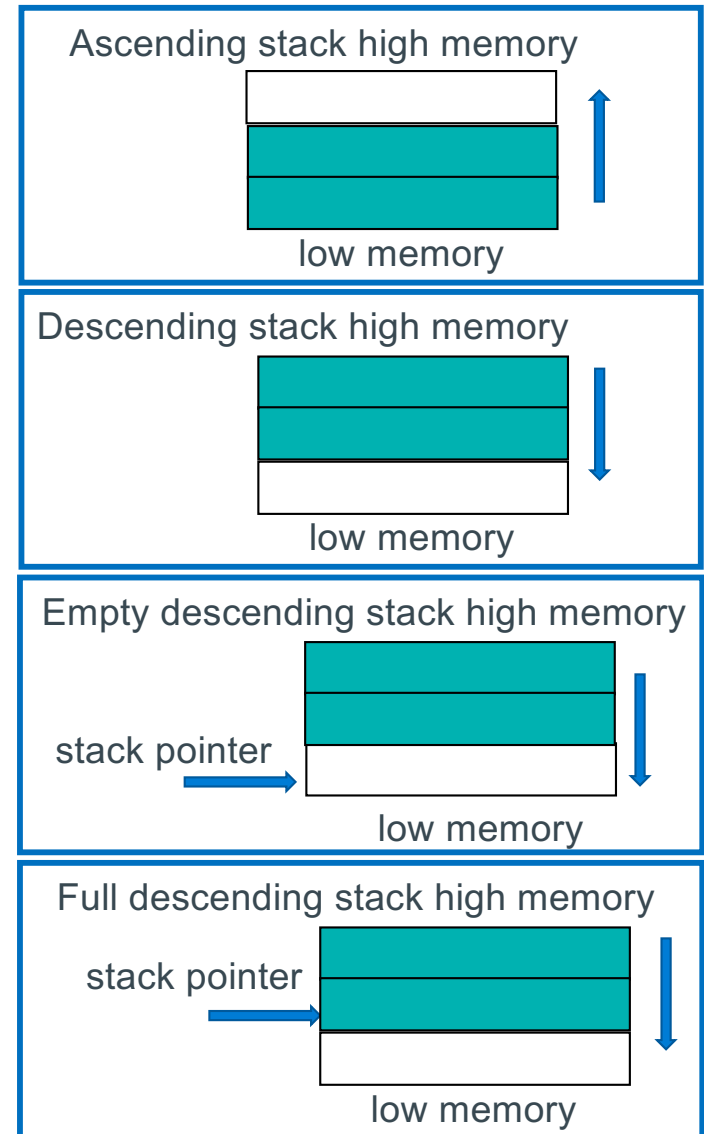 Ascending stack high memory
low memory
Descending stack high memory
low memory
Empty descending stack high memory
stack pointer
low memory
Full descending stack high memory
stack pointer
low memory